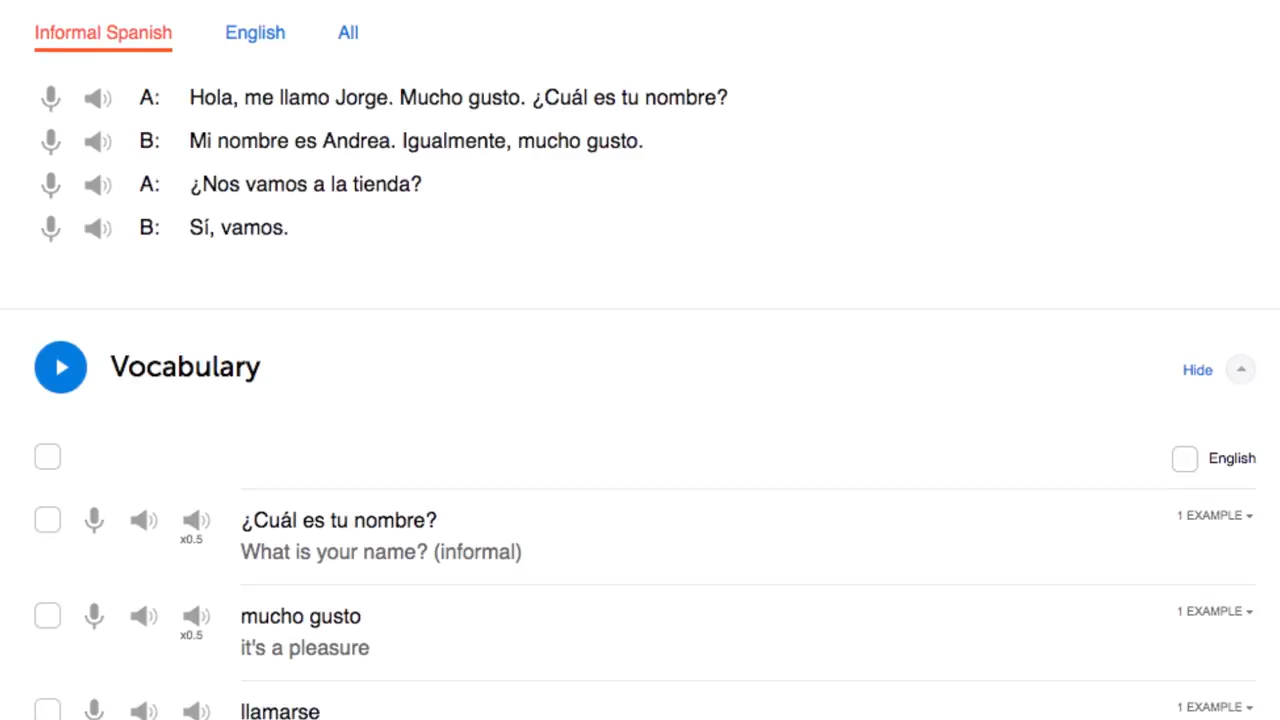 Informal Spanish English All
A: Hola, me llamo Jorge. Mucho gusto. ¿Cuál es tu nombre?
B: Mi nombre es Andrea. Igualmente, mucho gusto.
A: ¿Nos vamos a la tienda?
B: Sí, vamos.
Vocabulary Hide
English
¿Cuál es tu nombre? 1 EXAMPLE
x0.5
What is your name? (informal)
mucho gusto 1 EXAMPLE
x0.5
it's a pleasure
llamarse 1 EXAMPLE